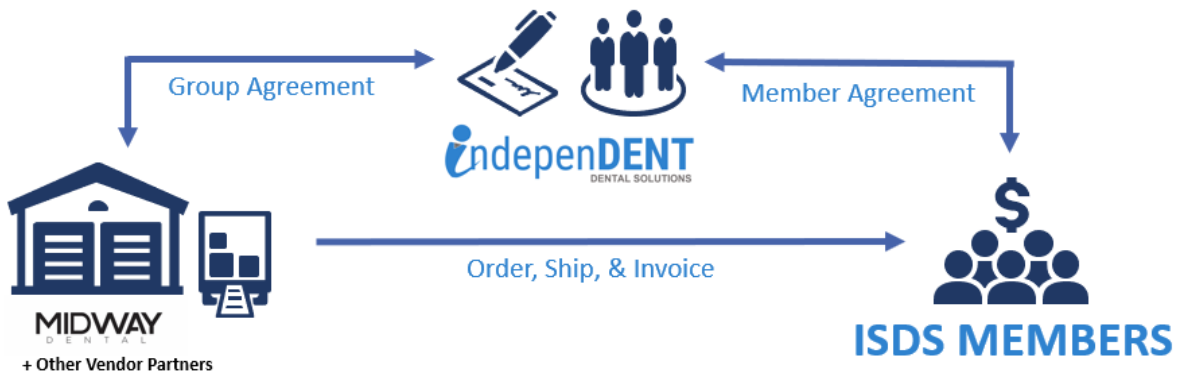 Group Agreement
Member Agreement
indepenDENT
DENTAL SOLUTIONS
$
Order, Ship, & Invoice
MIDWAY
DENTAL
+ Other Vendor Partners
ISDS MEMBERS